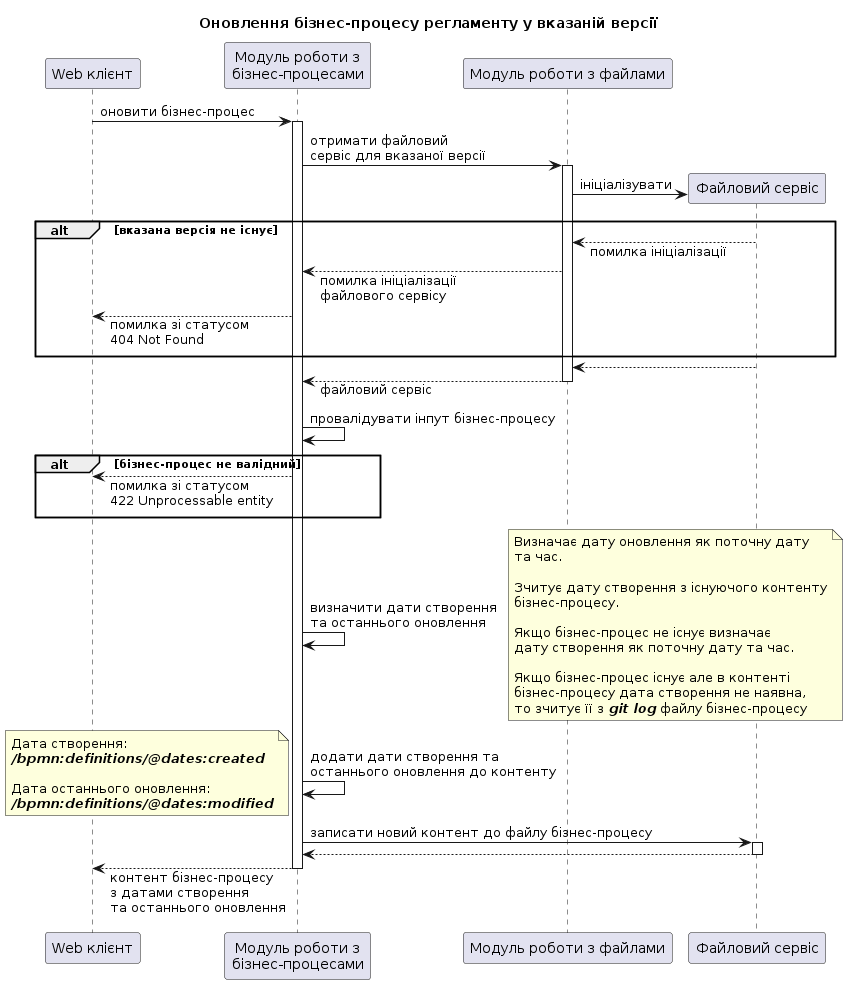 Оновлення бізнес-процесу регламенту у вказаній версії
Web клієнт
Модуль роботи з
бізнес-процесами
Модуль роботи з файлами
оновити бізнес-процес
отримати файловий
сервіс для вказаної версії
ініціалізувати
Файловий сервіс
alt
[вказана версія не існує]
помилка ініціалізації
помилка ініціалізації
файлового сервісу
помилка зі статусом
404 Not Found
файловий сервіс
провалідувати інпут бізнес-процесу
alt
[бізнес-процес не валідний]
помилка зі статусом
422 Unprocessable entity
Визначає дату оновлення як поточну дату
та час.
Зчитує дату створення з існуючого контенту
бізнес-процесу.
Якщо бізнес-процес не існує визначає
дату створення як поточну дату та час.
Якщо бізнес-процес існує але в контенті
бізнес-процесу дата створення не наявна,
то зчитує її з git log файлу бізнес-процесу
визначити дати створення
та останнього оновлення
Дата створення:
/bpmn:definitions/@dates:created
Дата останнього оновлення:
/bpmn:definitions/@dates:modified
додати дати створення та
останнього оновлення до контенту
записати новий контент до файлу бізнес-процесу
контент бізнес-процесу
з датами створення
та останнього оновлення
Web клієнт
Модуль роботи з
бізнес-процесами
Модуль роботи з файлами
Файловий сервіс